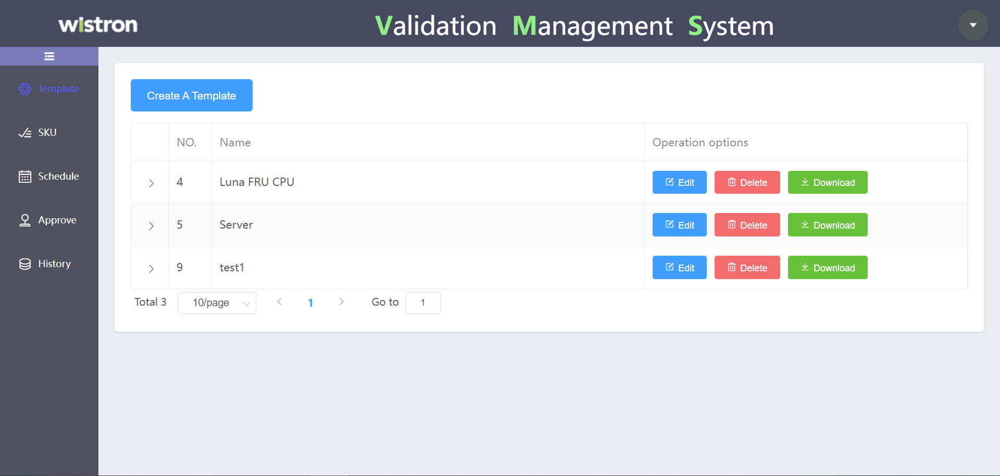 wistron
Validation Management System
Template
SKU
Schedule
Approve
History
Create A Template
NO. Name Operation options
4 Luna FRU CPU Edit Delete Download
5 Server Edit Delete Download
9 test1 Edit Delete Download
Total 3 10/page 1 Go to 1